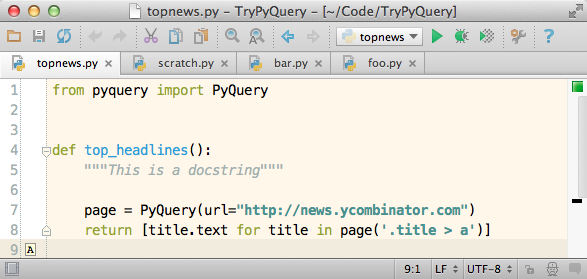 topnews.py – TryPyQuery – [~/Code/TryPyQuery]
topnews
?
topnews.py × scratch.py × bar.py × foo.py ×
1 from pyquery import PyQuery
2
3
4 def top_headlines():
5 """This is a docstring"""
6
7 page = PyQuery(url="http://news.ycombinator.com")
8 return [title.text for title in page('.title > a')]
9 A
9:1 LF UTF-8